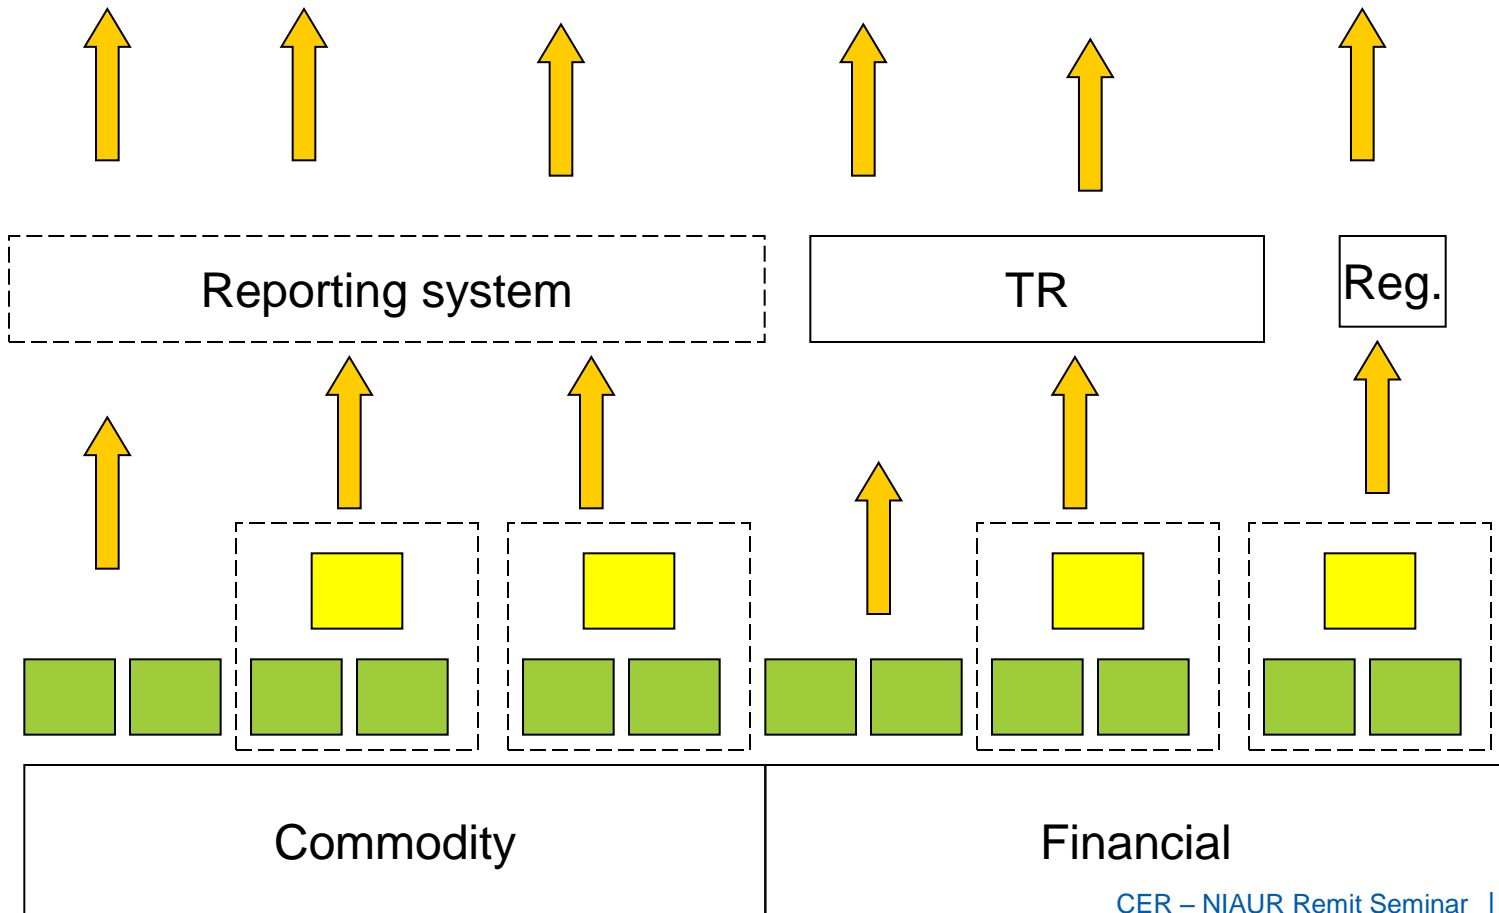 Reporting system
TR
Reg.
Commodity
Financial
CER – NIAUR Remit Seminar |